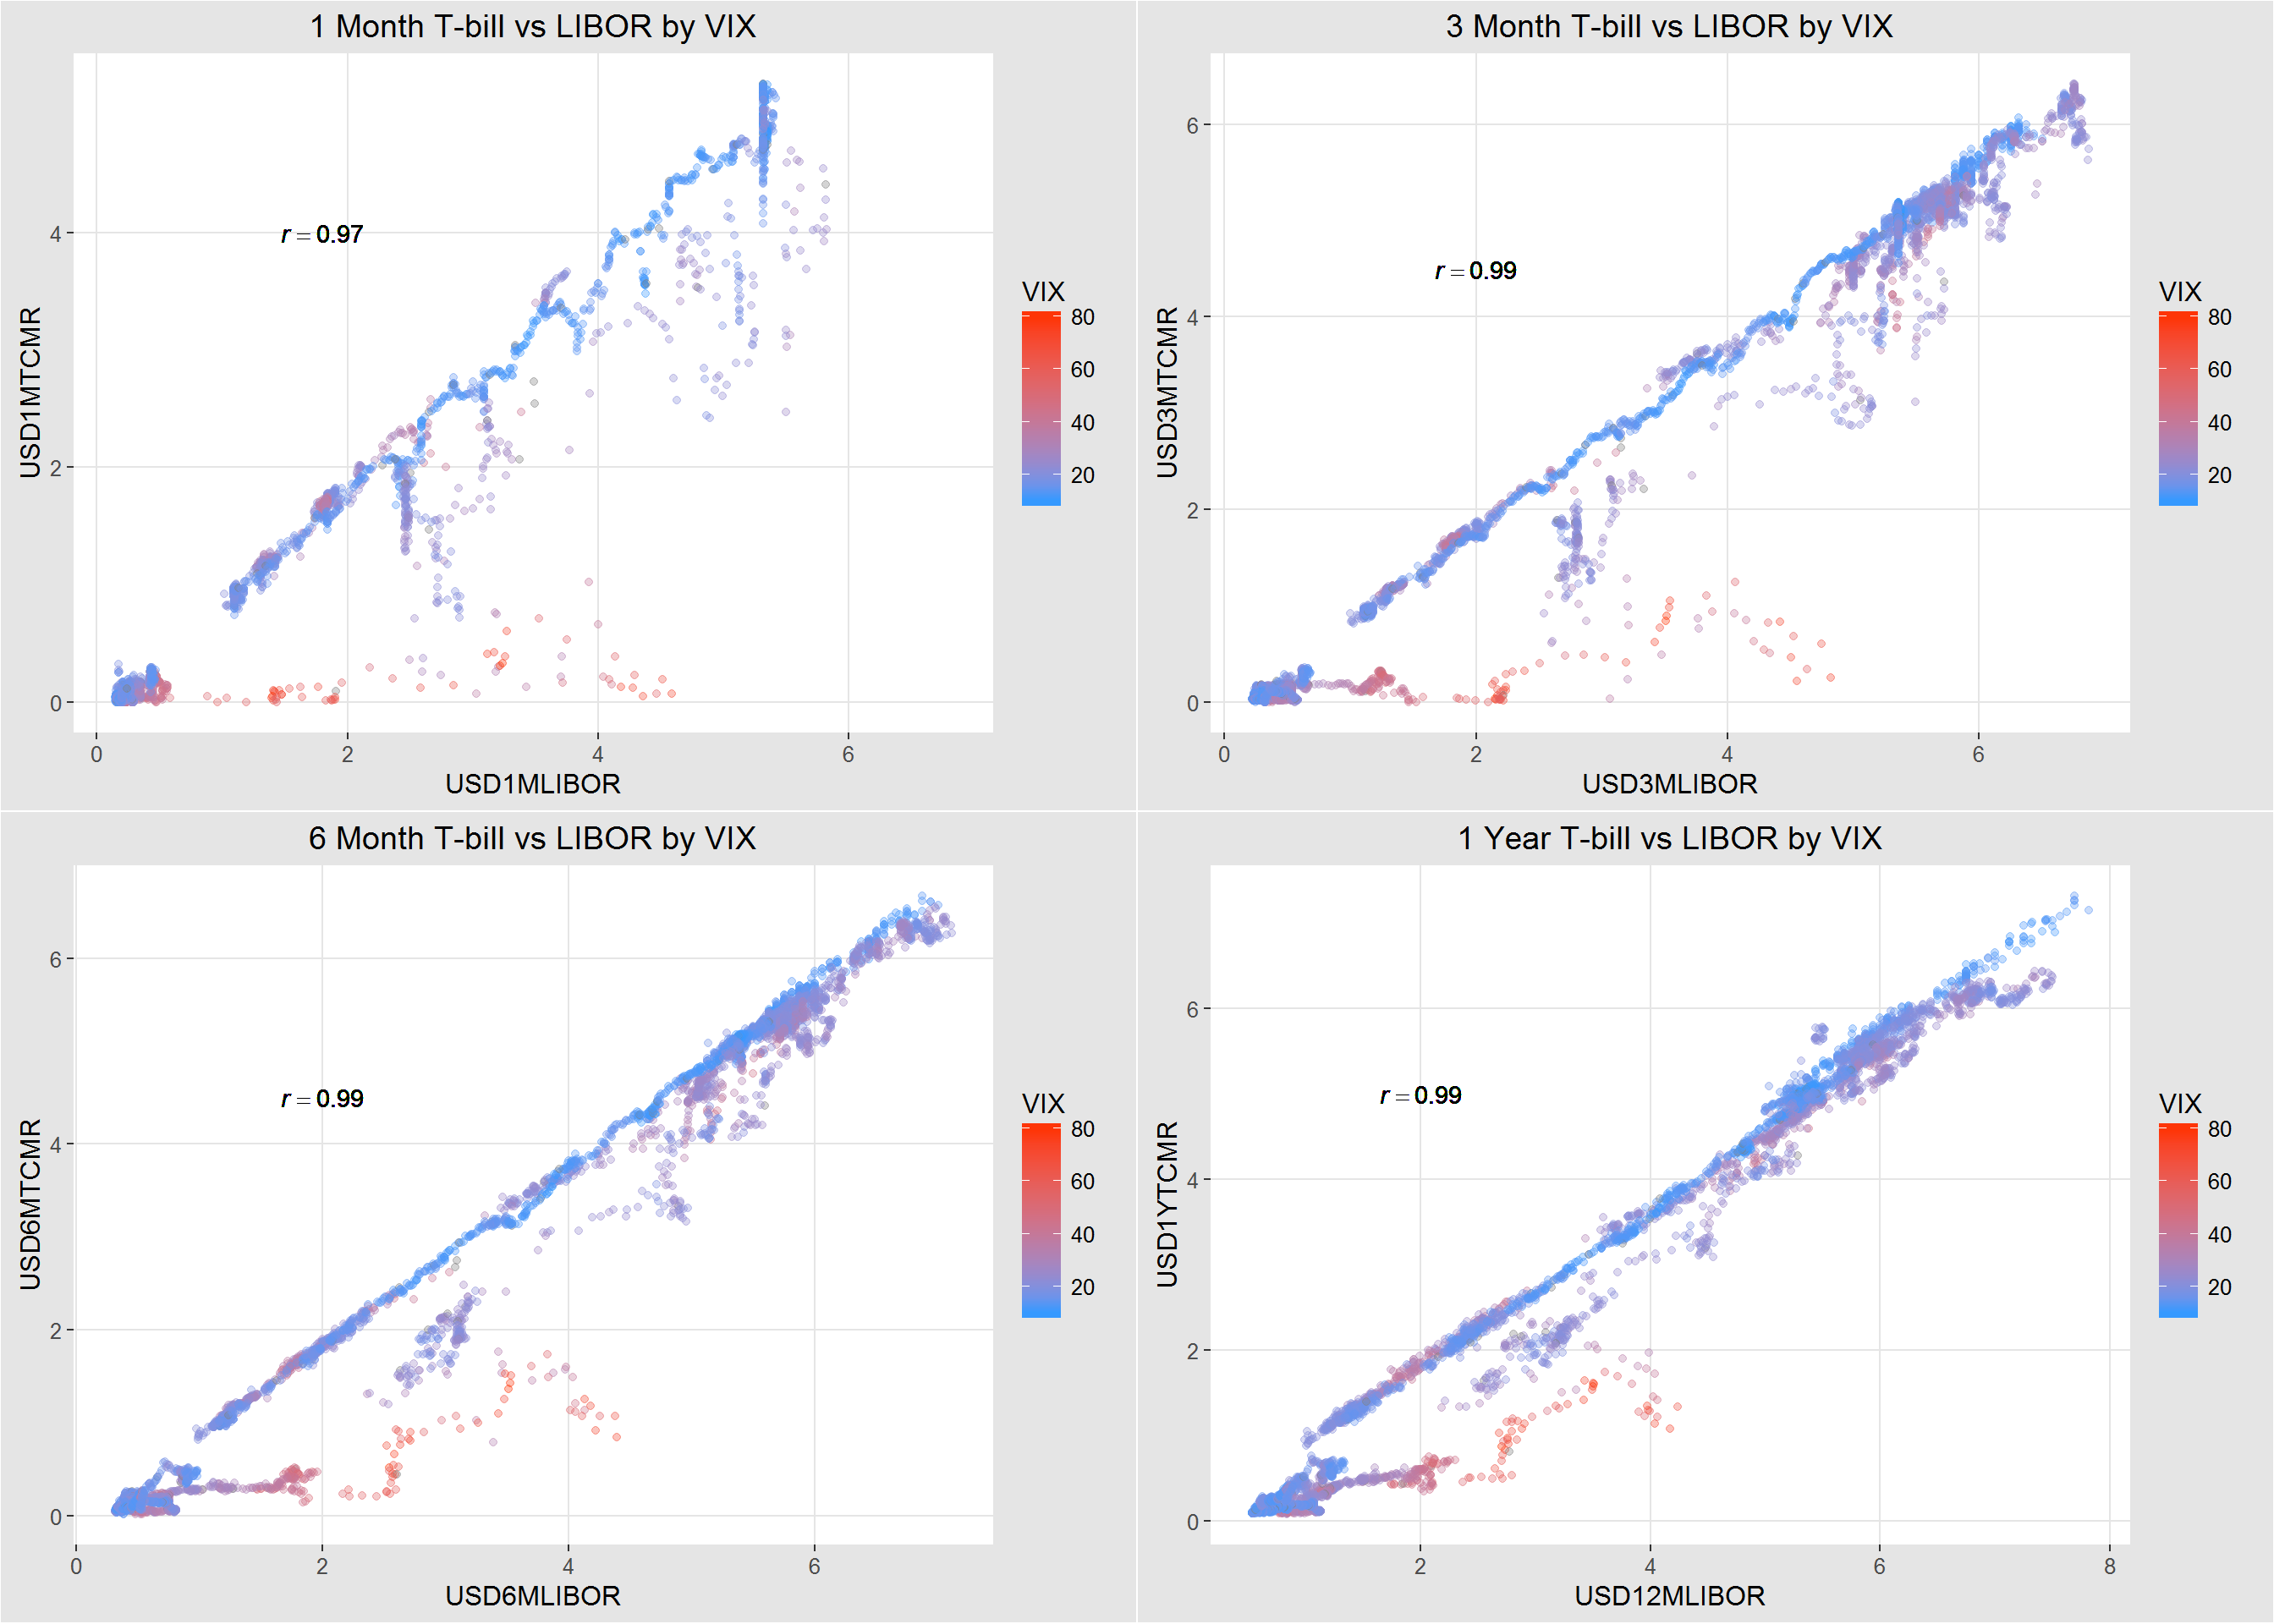 1 Month T-bill vs LIBOR by VIX
USD1MTCMR
4
2
0
r = 0.97
0 2 4 6
USD1MLIBOR
VIX
80
60
40
20
3 Month T-bill vs LIBOR by VIX
USD3MTCMR
6
4
2
0
r = 0.99
0 2 4 6
USD3MLIBOR
VIX
80
60
40
20
6 Month T-bill vs LIBOR by VIX
USD6MTCMR
6
4
2
0
r = 0.99
0 2 4 6
USD6MLIBOR
VIX
80
60
40
20
1 Year T-bill vs LIBOR by VIX
USD1YTCMR
6
4
2
0
r = 0.99
2 4 6 8
USD12MLIBOR
VIX
80
60
40
20